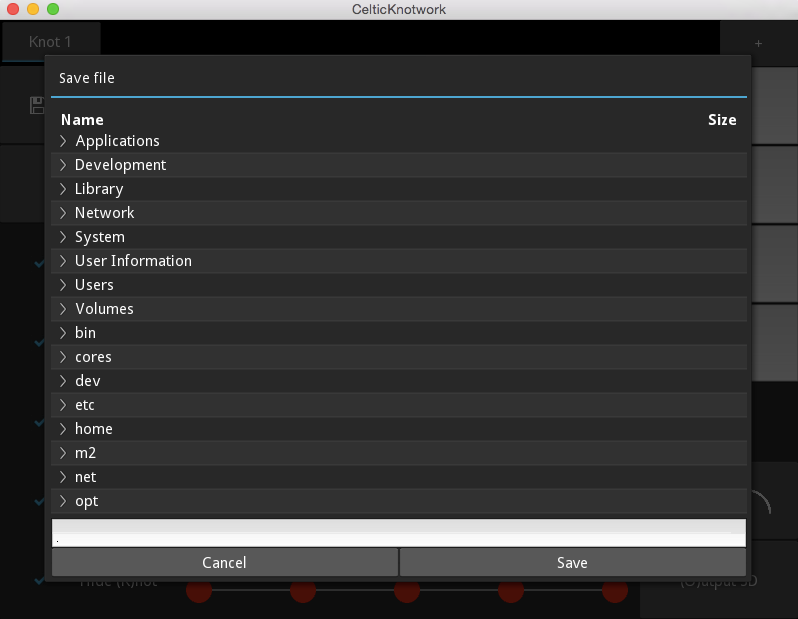 CelticKnotwork
Knot 1
+
Save file
Name Size
Applications
Development
Library
Network
System
User Information
Users
Volumes
bin
cores
dev
etc
home
m2
net
opt
.
Cancel Save
Hide (K)not (O)utput 3D